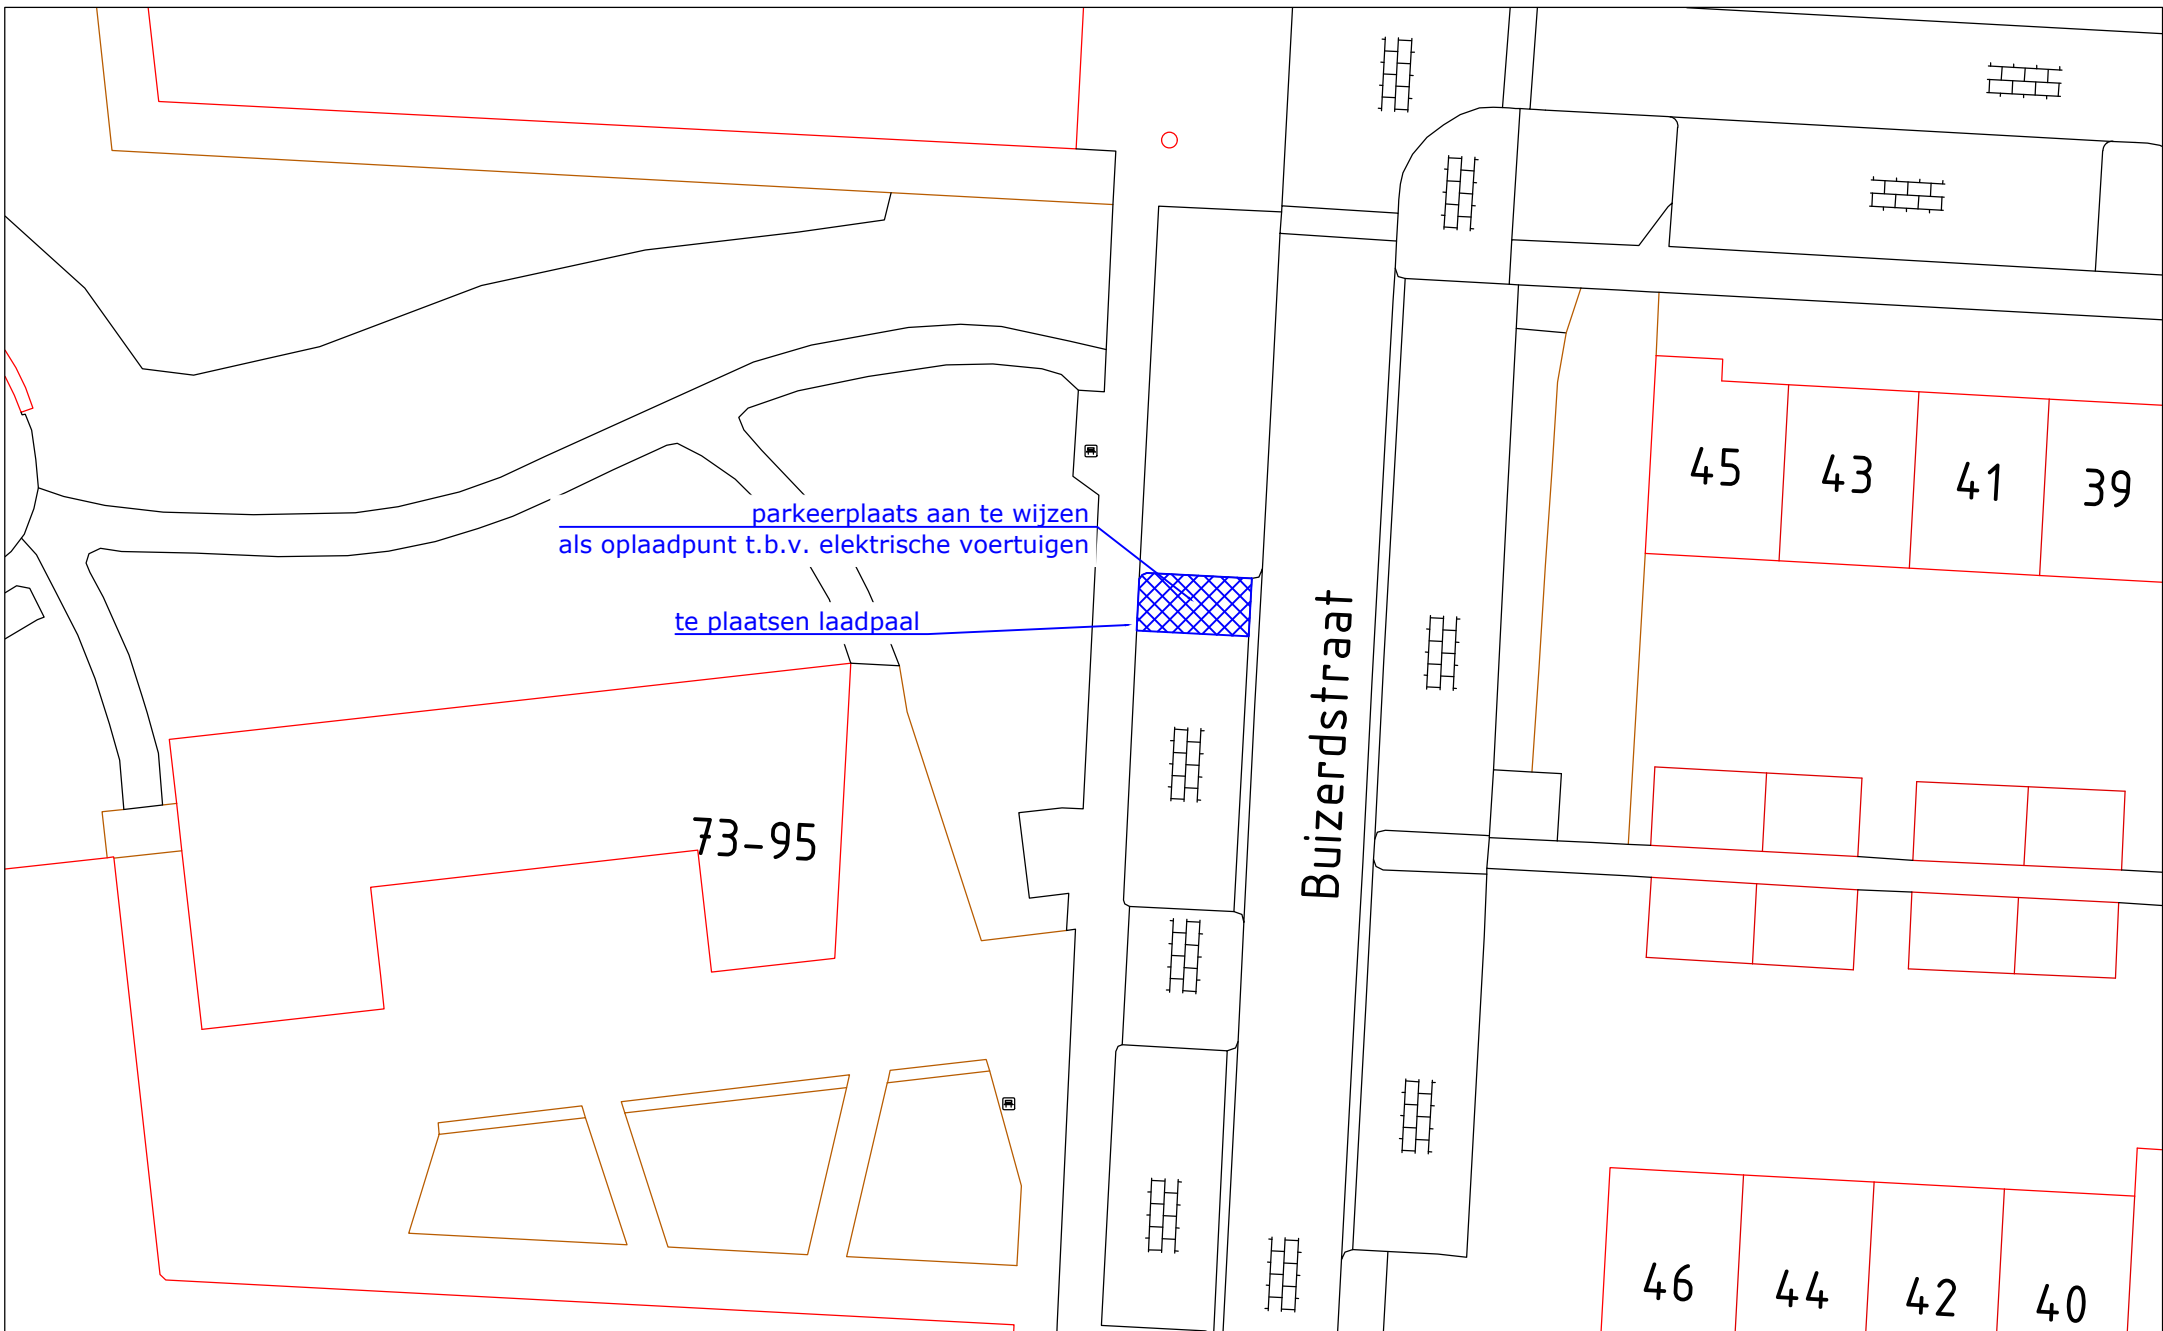 45
43
41
39
parkeerplaats aan te wijzen
als oplaadpunt t.b.v. elektrische voertuigen
te plaatsen laadpaal
Buizerdstraat
73-95
46
44
42
40